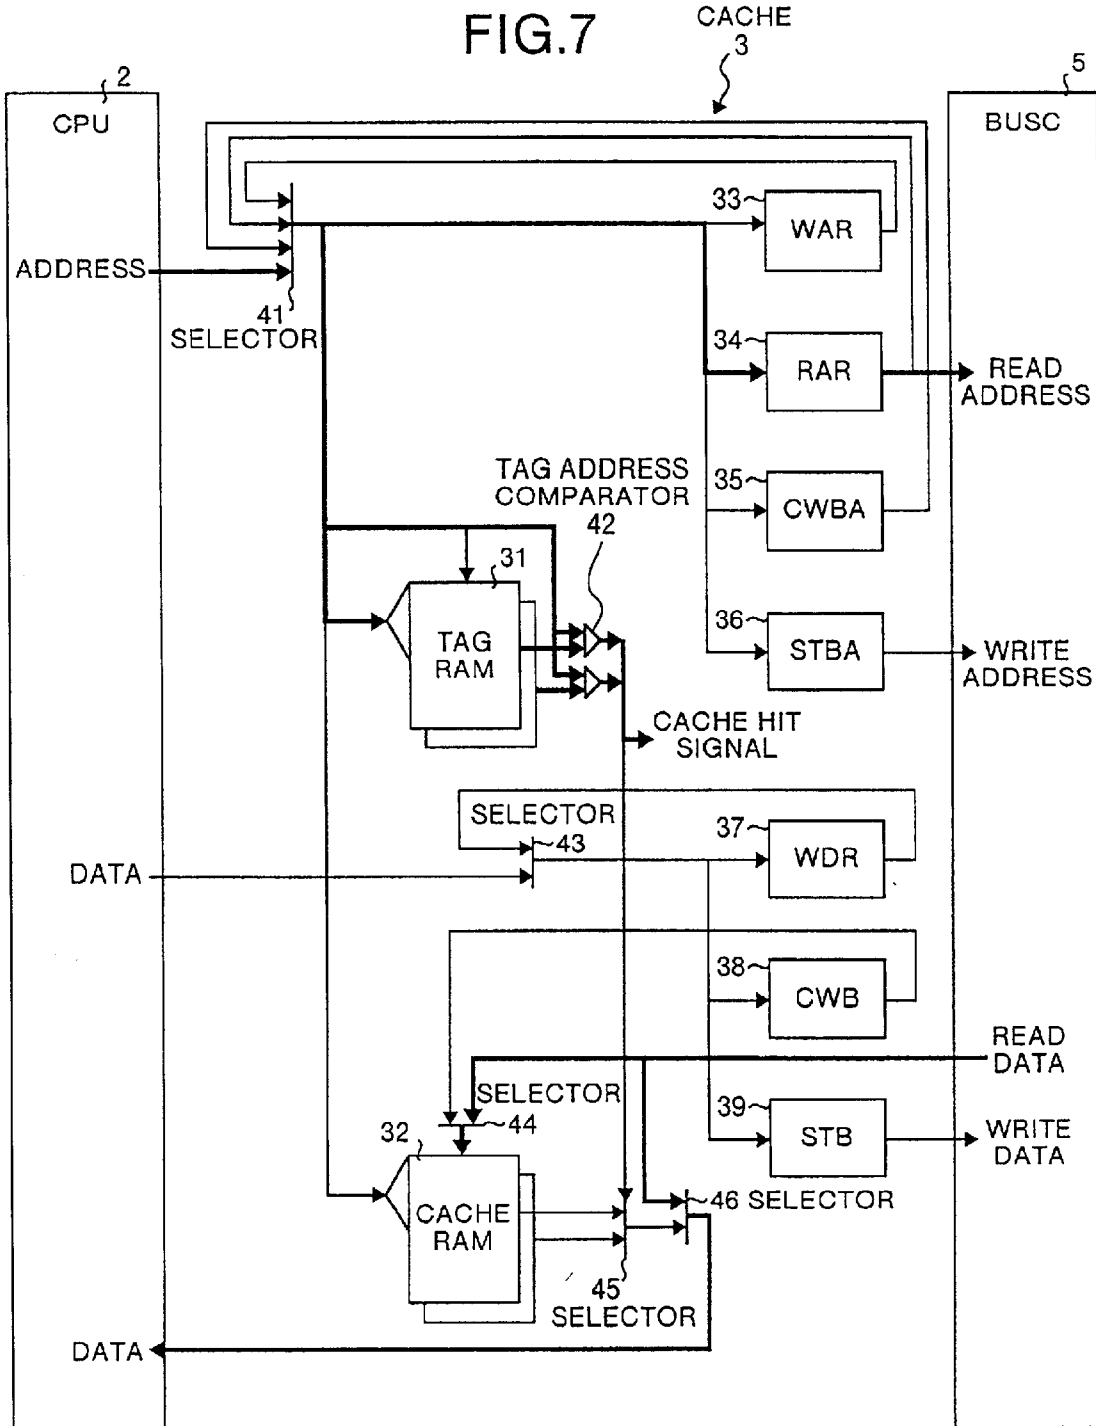 FIG.7
CACHE
3
2
CPU
5
BUSC
33
WAR
ADDRESS
41
SELECTOR
34
RAR
READ
ADDRESS
TAG ADDRESS
COMPARATOR
42
35
CWBA
31
TAG
RAM
36
STBA
WRITE
ADDRESS
CACHE HIT
SIGNAL
SELECTOR
43
37
WDR
DATA
38
CWB
READ
DATA
SELECTOR
44
39
STB
WRITE
DATA
32
CACHE
RAM
46 SELECTOR
45
SELECTOR
DATA